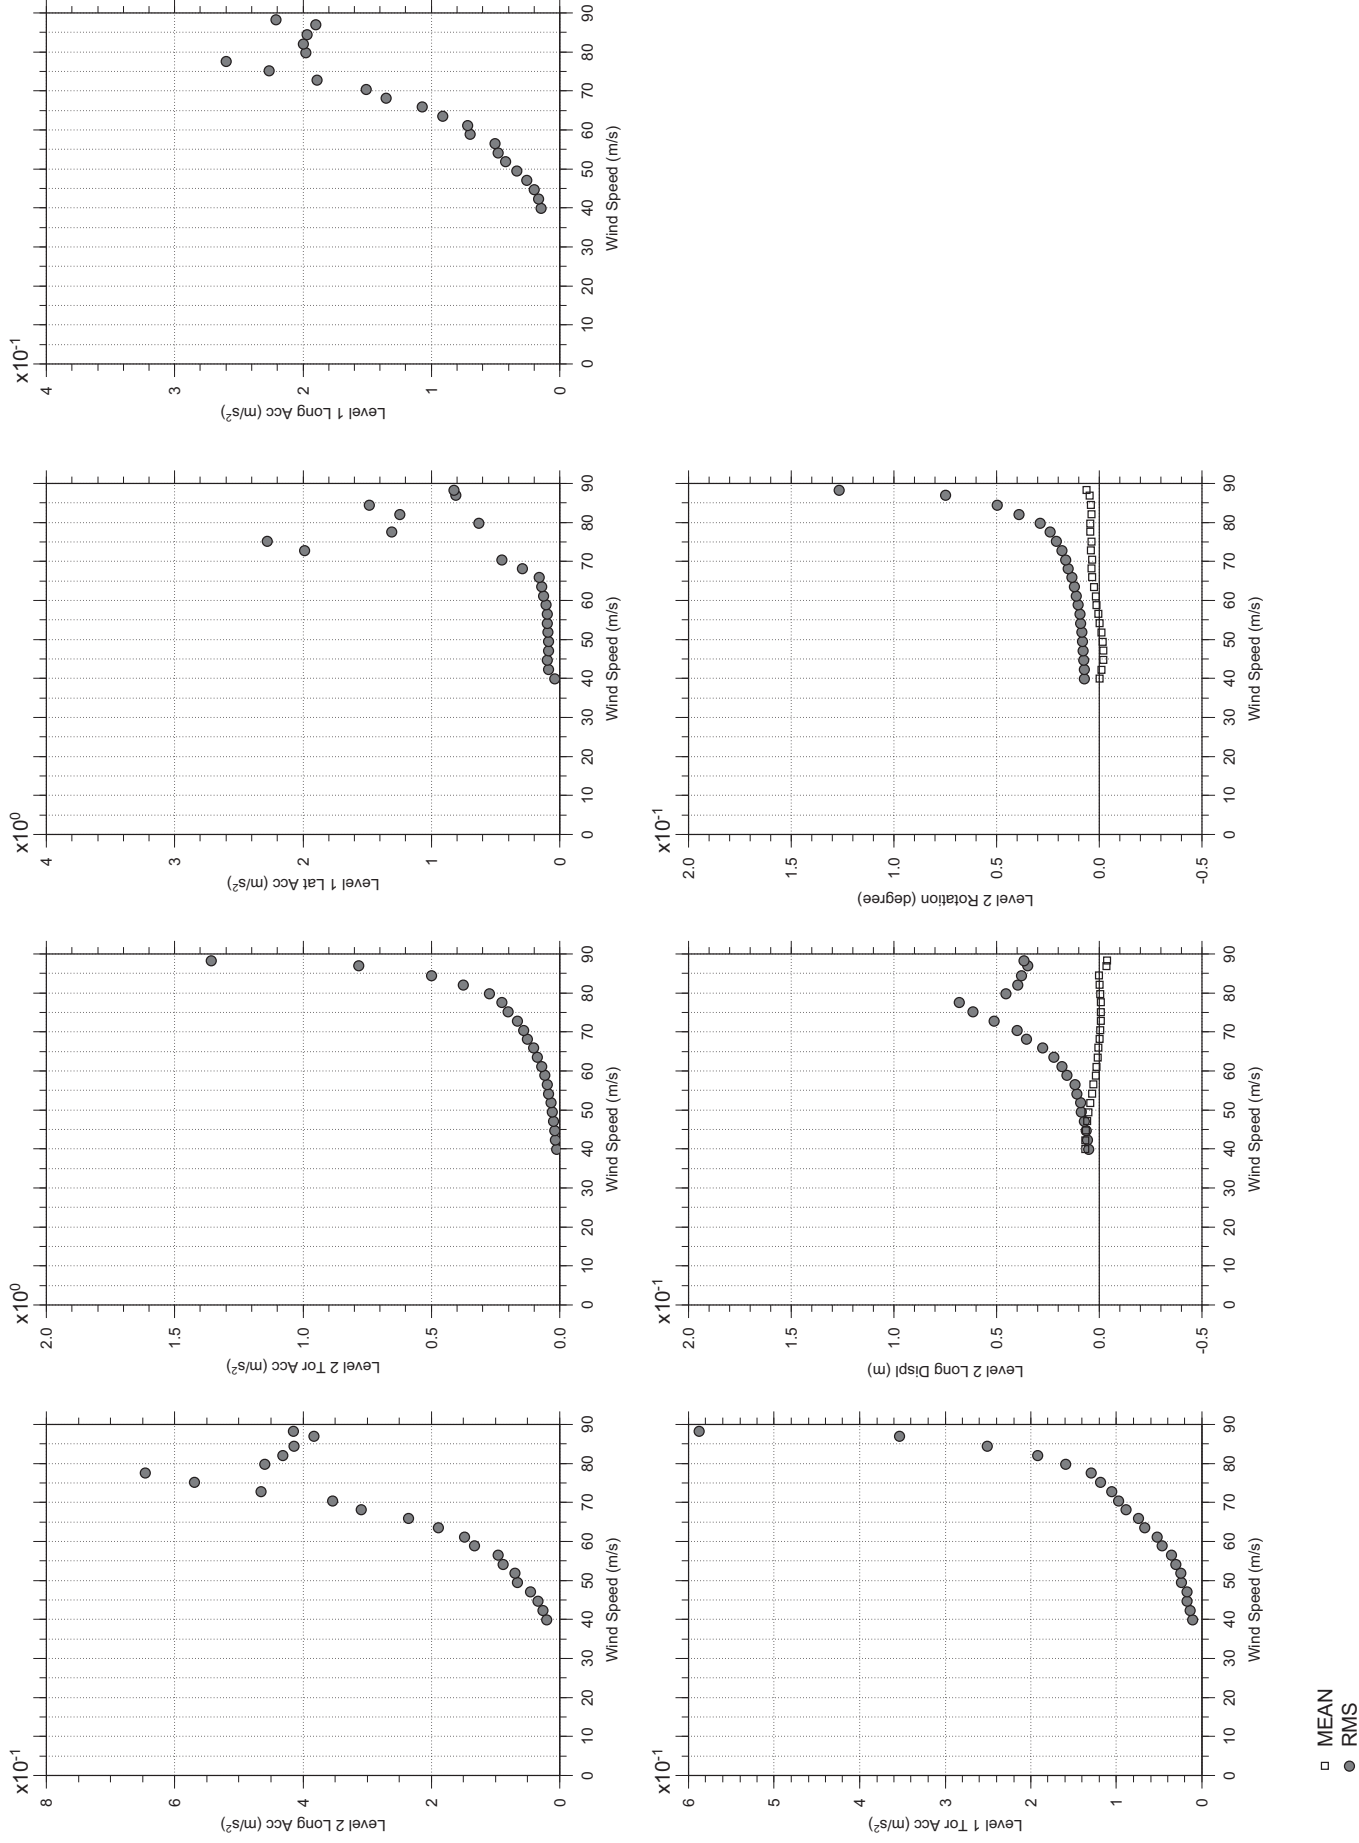 x10-1
8
6
4
2
0
Level 2 Long Acc (m/s2)
0 10 20 30 40 50 60 70 80 90
Wind Speed (m/s)
x100
2.0
1.5
1.0
0.5
0.0
Level 2 Tor Acc (m/s2)
0 10 20 30 40 50 60 70 80 90
Wind Speed (m/s)
x100
4
3
2
1
0
Level 1 Lat Acc (m/s2)
0 10 20 30 40 50 60 70 80 90
Wind Speed (m/s)
x10-1
4
3
2
1
0
Level 1 Long Acc (m/s2)
0 10 20 30 40 50 60 70 80 90
Wind Speed (m/s)
x10-1
6
5
4
3
2
1
0
Level 1 Tor Acc (m/s2)
0 10 20 30 40 50 60 70 80 90
Wind Speed (m/s)
x10-1
2.0
1.5
1.0
0.5
0.0
-0.5
Level 2 Long Displ (m)
0 10 20 30 40 50 60 70 80 90
Wind Speed (m/s)
x10-1
2.0
1.5
1.0
0.5
0.0
-0.5
Level 2 Rotation (degree)
0 10 20 30 40 50 60 70 80 90
Wind Speed (m/s)
MEAN
RMS